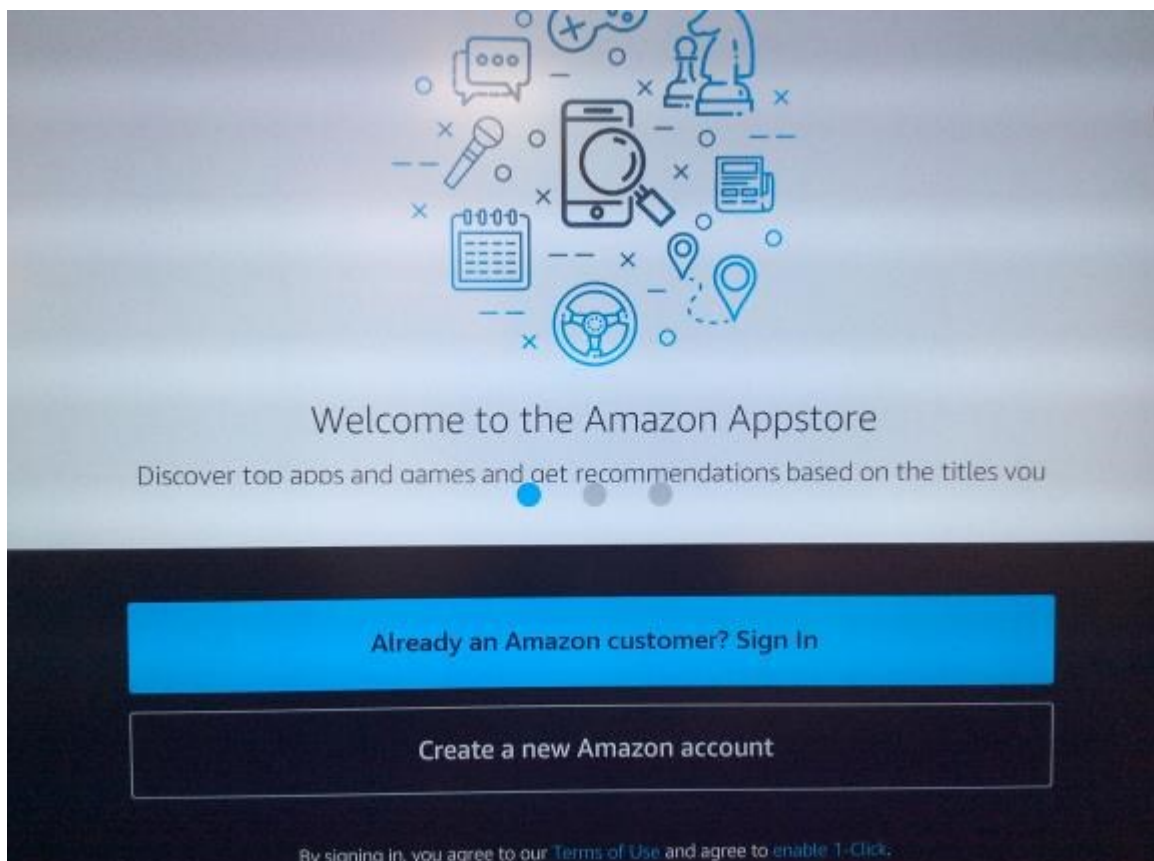 Welcome to the Amazon Appstore
Discover top apps and games and get recommendations based on the titles you
Already an Amazon customer? Sign In
Create a new Amazon account
By signing in, you agree to our Terms of Use and agree to enable 1-Click.